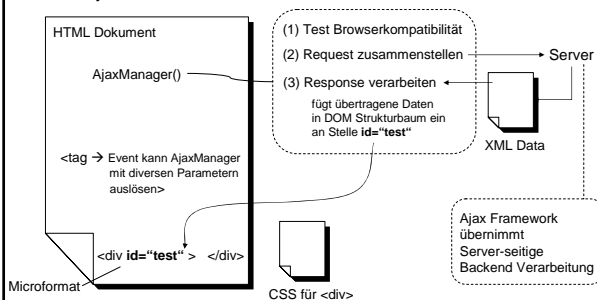 HTML Dokument
AjaxManager()
<tag → Event kann AjaxManager
mit diversen Parametern
auslösen>
<div id=“test“ > </div>
Microformat
(1) Test Browserkompatibilität
(2) Request zusammenstellen
(3) Response verarbeiten
fügt übertragene Daten
in DOM Strukturbaum ein
an Stelle id=“test“
Server
XML Data
Ajax Framework
übernimmt
Server-seitige
Backend Verarbeitung
CSS für <div>